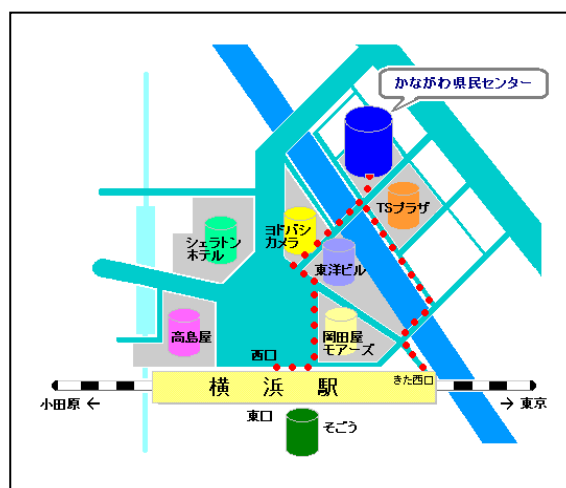 かながわ県民センター
TSプラザ
ヨドバシ
カメラ
シェラトン
ホテル
東洋ビル
高島屋
岡田屋
モアーズ
西口
きた西口
横浜駅
小田原 ←
→ 東京
東口
そごう